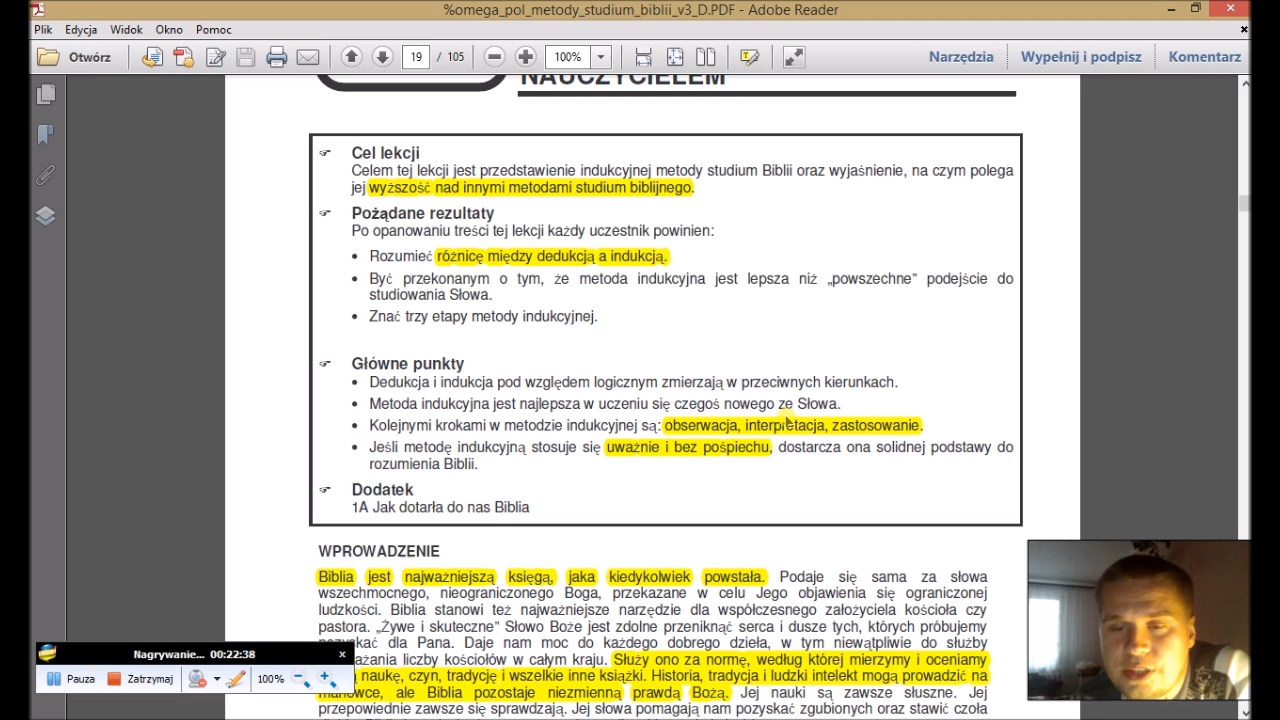 %omega_pol_metody_studium_biblii_v3_D.PDF - Adobe Reader
Plik Edycja Widok Okno Pomoc
Otwórz 19 / 105 100% Narzędzia Wypełnij i podpisz Komentarz
NAUCZYCIELEM
Cel lekcji
Celem tej lekcji jest przedstawienie indukcyjnej metody studium Biblii oraz wyjaśnienie, na czym polega
jej wyższość nad innymi metodami studium biblijnego.
Pożądane rezultaty
Po opanowaniu treści tej lekcji każdy uczestnik powinien:
• Rozumieć różnicę między dedukcją a indukcją.
• Być przekonanym o tym, że metoda indukcyjna jest lepsza niż „powszechne” podejście do
studiowania Słowa.
• Znać trzy etapy metody indukcyjnej.
Główne punkty
• Dedukcja i indukcja pod względem logicznym zmierzają w przeciwnych kierunkach.
• Metoda indukcyjna jest najlepsza w uczeniu się czegoś nowego ze Słowa.
• Kolejnymi krokami w metodzie indukcyjnej są: obserwacja, interpretacja, zastosowanie.
• Jeśli metodę indukcyjną stosuje się uważnie i bez pośpiechu, dostarcza ona solidnej podstawy do
rozumienia Biblii.
Dodatek
1A Jak dotarła do nas Biblia
WPROWADZENIE
Biblia jest najważniejszą księgą, jaka kiedykolwiek powstała. Podaje się sama za słowa
wszechmocnego, nieograniczonego Boga, przekazane w celu Jego objawienia się ograniczonej
ludzkości. Biblia stanowi też najważniejsze narzędzie dla współczesnego założyciela kościoła czy
pastora. „Żywe i skuteczne” Słowo Boże jest zdolne przeniknąć serca i dusze tych, których próbujemy
dla Pana. Daje nam moc do każdego dobrego dzieła, w tym niewątpliwie do służby
liczby kościołów w całym kraju. Służy ono za normę, według której mierzymy i oceniamy
naukę, czyn, tradycję i wszelkie inne książki. Historia, tradycja i ludzki intelekt mogą prowadzić na
manowce, ale Biblia pozostaje niezmienną prawdą Bożą. Jej nauki są zawsze słuszne. Jej
przepowiednie zawsze się sprawdzają. Jej słowa pomagają nam pozyskać zgubionych oraz stawić czoła
Nagrywanie... 00:22:38
Pauza Zatrzymaj 100%